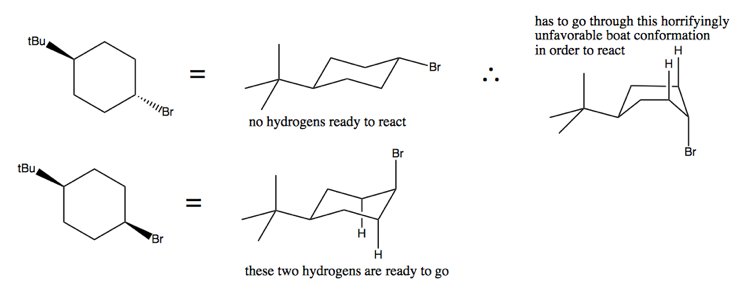 has to go through this horrifyingly
unfavorable boat conformation
in order to react
H
H
tBu
Br
=
Br
∴
Br
no hydrogens ready to react
tBu
Br
=
Br
H
H
these two hydrogens are ready to go